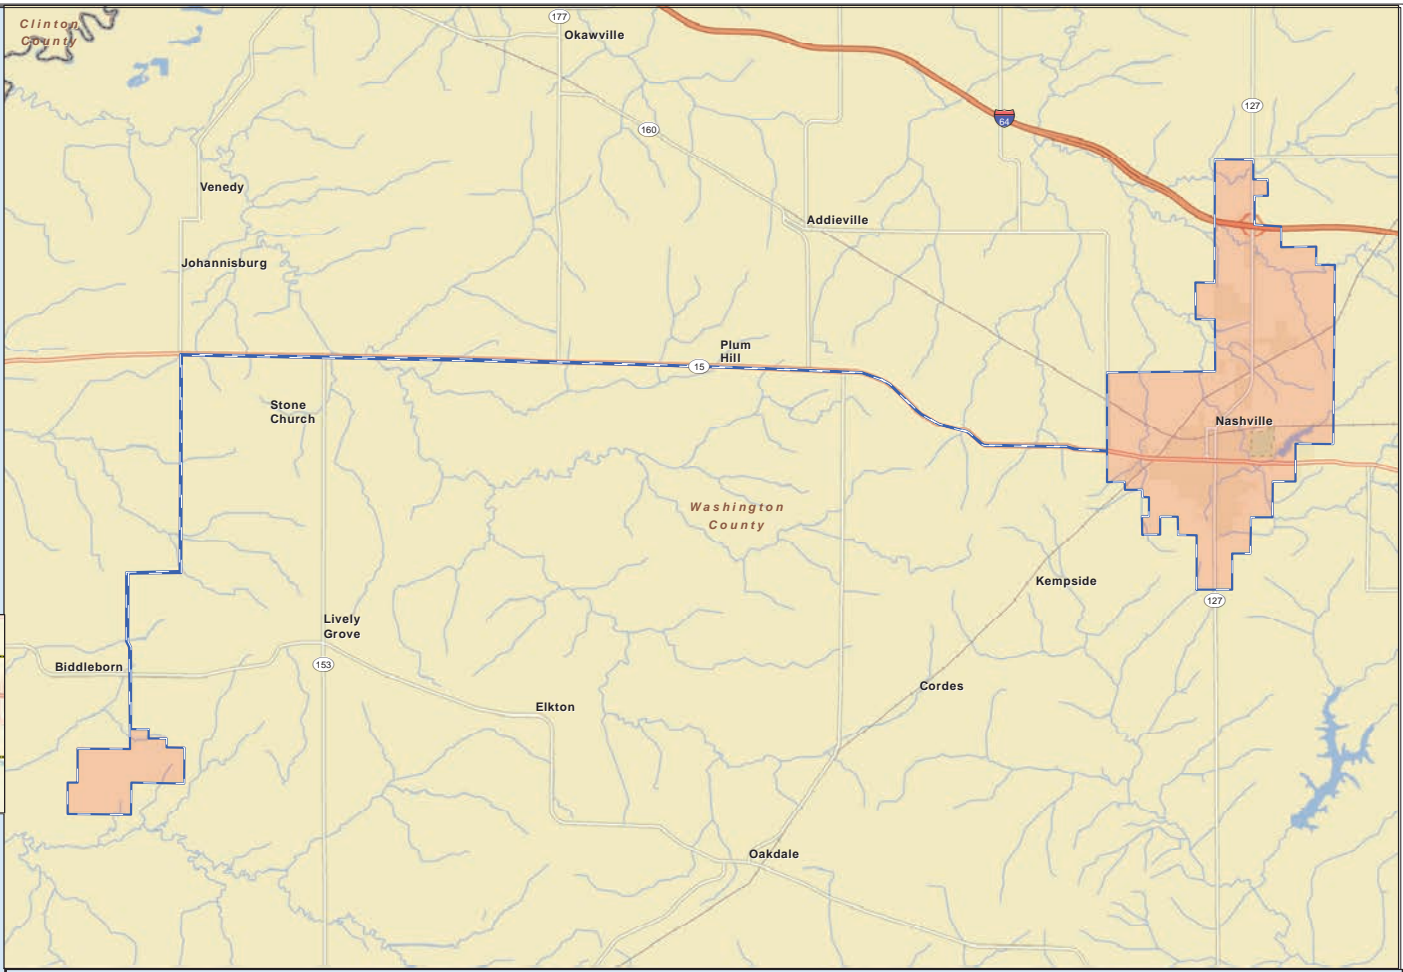 Clinton
County
177
Okawville
127
64
160
Venedy
Addieville
Johannisburg
Plum
Hill
15
Stone
Church
Nashville
Washington
County
Kempside
127
Lively
Grove
Biddleborn
153
Cordes
Elkton
Oakdale